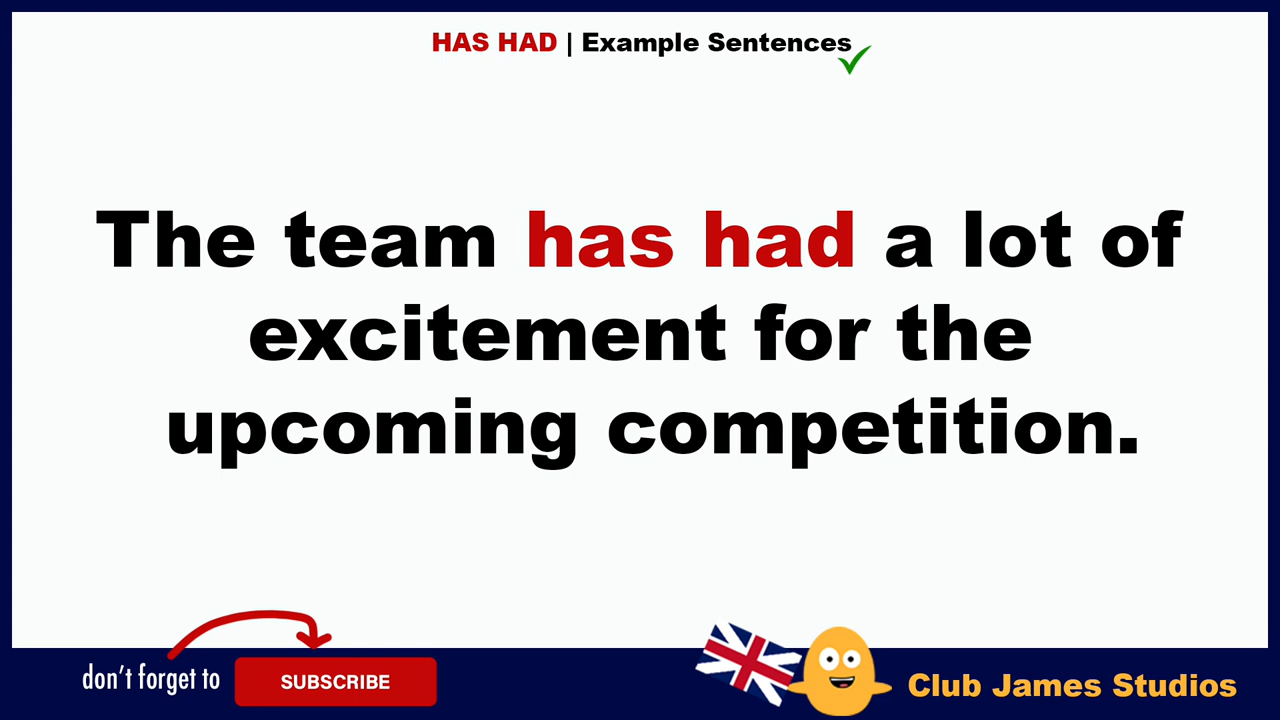 HAS HAD | Example Sentences
The team has had a lot of
excitement for the
upcoming competition.
don't forget to
SUBSCRIBE
Club James Studios